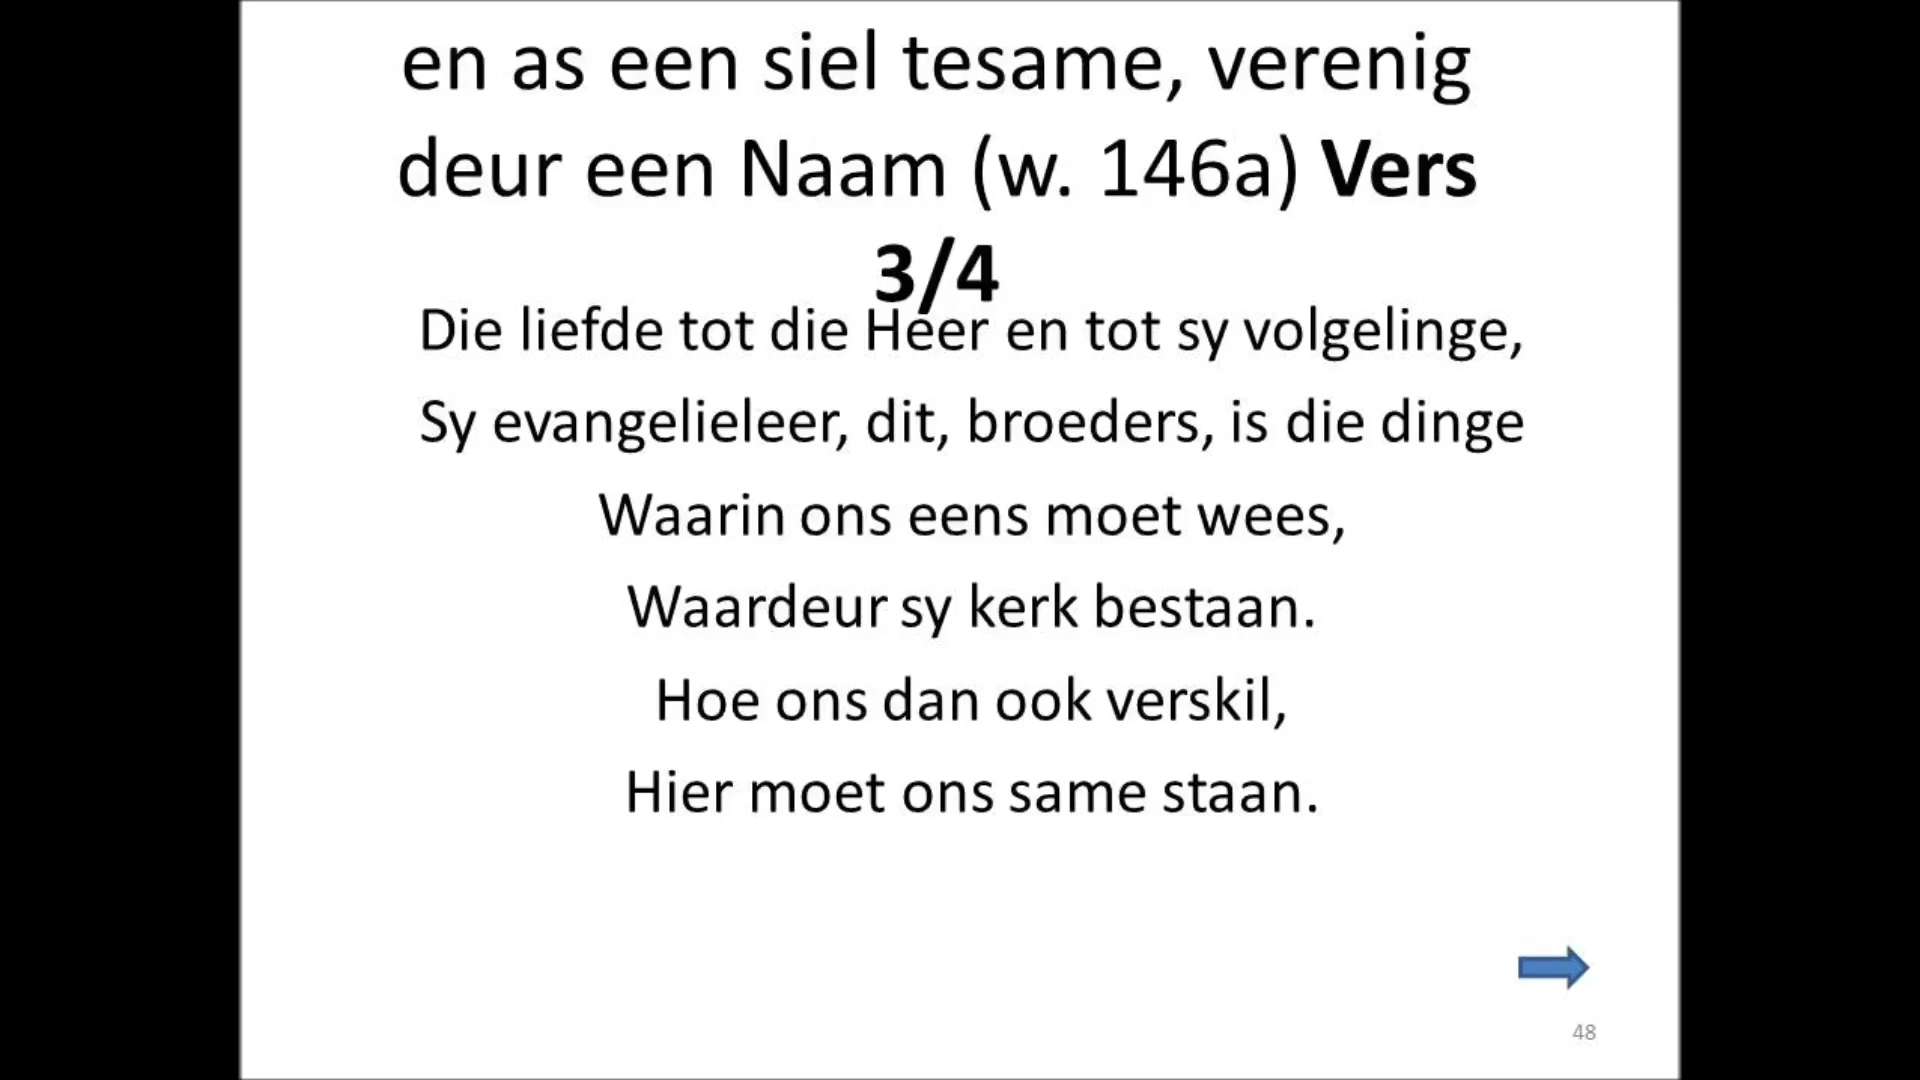 en as een siel tesame, verenig
deur een Naam (w. 146a) Vers
3/4
Die liefde tot die Heer en tot sy volgelinge,
Sy evangelieleer, dit, broeders, is die dinge
Waarin ons eens moet wees,
Waardeur sy kerk bestaan.
Hoe ons dan ook verskil,
Hier moet ons same staan.
48